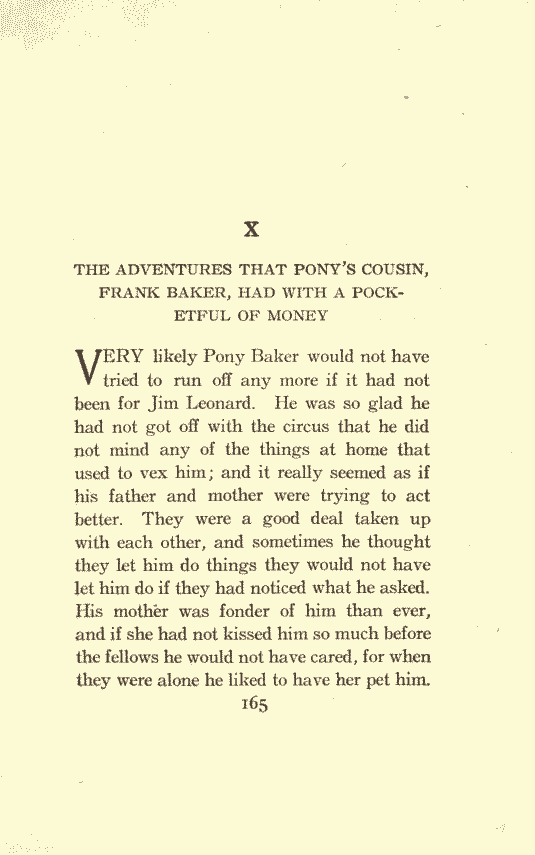 X
THE ADVENTURES THAT PONY'S COUSIN,
FRANK BAKER, HAD WITH A POCK-
ETFUL OF MONEY
VERY likely Pony Baker would not have
tried to run off any more if it had not
been for Jim Leonard. He was so glad he
had not got off with the circus that he did
not mind any of the things at home that
used to vex him; and it really seemed as if
his father and mother were trying to act
better. They were a good deal taken up
with each other, and sometimes he thought
they let him do things they would not have
let him do if they had noticed what he asked.
His mother was fonder of him than ever,
and if she had not kissed him so much before
the fellows he would not have cared, for when
they were alone he liked to have her pet him.
165